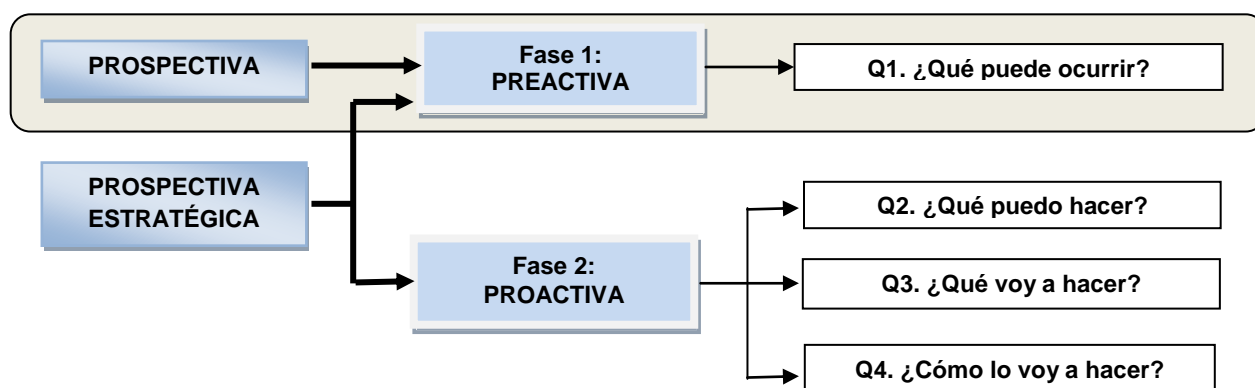 PROSPECTIVA
Fase 1:
PREACTIVA
Q1. ¿Qué puede ocurrir?
PROSPECTIVA
ESTRATÉGICA
Fase 2:
PROACTIVA
Q2. ¿Qué puedo hacer?
Q3. ¿Qué voy a hacer?
Q4. ¿Cómo lo voy a hacer?